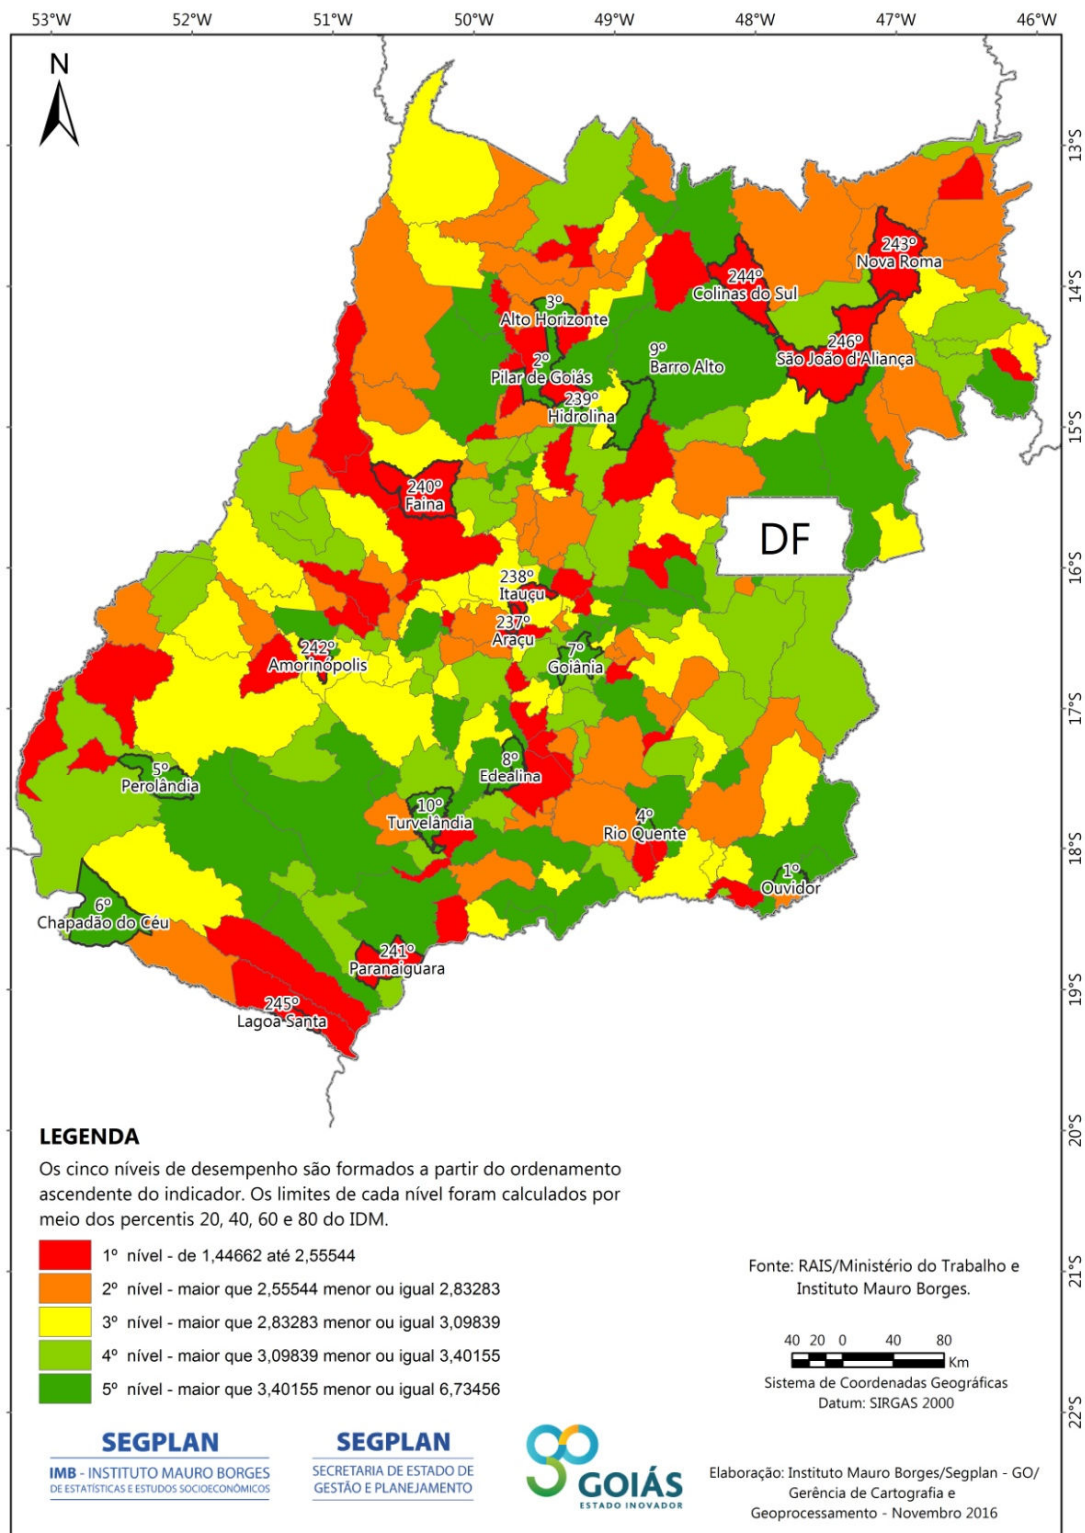 53°W 52°W 51°W 50°W 49°W 48°W 47°W 46°W
N
13°S
243º
Nova Roma
244º
Colinas do Sul
14°S
3º
Alto Horizonte
246º
São João d'Aliança
9º
Barro Alto
2º
Pilar de Goiás
239º
Hidrolina
15°S
240º
Faina
DF
16°S
238º
Itauçu
237º
Araçu
242º
Amorinópolis
7º
Goiânia
17°S
8º
Edealina
5º
Perolândia
10º
Turvelândia
4º
Rio Quente
18°S
1º
Ouvidor
6º
Chapadão do Céu
241º
Paranaiguara
19°S
245º
Lagoa Santa
20°S
LEGENDA
Os cinco níveis de desempenho são formados a partir do ordenamento
ascendente do indicador. Os limites de cada nível foram calculados por
meio dos percentis 20, 40, 60 e 80 do IDM.
1º nível - de 1,44662 até 2,55544
2º nível - maior que 2,55544 menor ou igual 2,83283
3º nível - maior que 2,83283 menor ou igual 3,09839
4º nível - maior que 3,09839 menor ou igual 3,40155
5º nível - maior que 3,40155 menor ou igual 6,73456
21°S
Fonte: RAIS/Ministério do Trabalho e
Instituto Mauro Borges.
40 20 0 40 80
Km
Sistema de Coordenadas Geográficas
Datum: SIRGAS 2000
22°S
SEGPLAN
IMB - INSTITUTO MAURO BORGES
DE ESTATÍSTICAS E ESTUDOS SOCIOECONÔMICOS
SEGPLAN
SECRETARIA DE ESTADO DE
GESTÃO E PLANEJAMENTO
GOIÁS
ESTADO INOVADOR
Elaboração: Instituto Mauro Borges/Segplan - GO/
Gerência de Cartografia e
Geoprocessamento - Novembro 2016